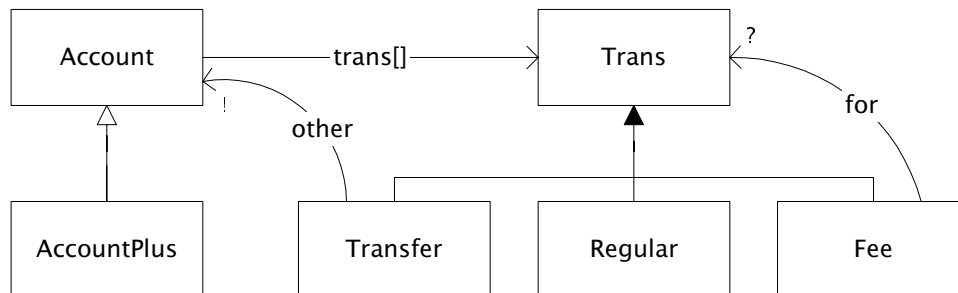 ?
Account
trans[]
Trans
!
for
other
AccountPlus
Transfer
Regular
Fee